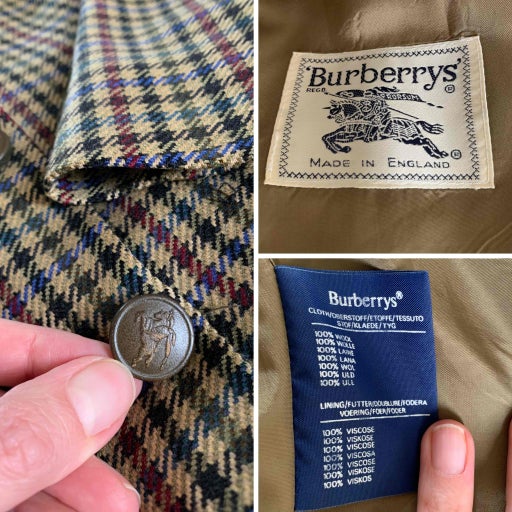 'Burberrys'
REGD ®
PRORSUM
MADE IN ENGLAND ®
Burberrys®
CLOTH/OBERSTOFF/ETOFFE/TESSUTO
STOF/KLAEDE/TYG
100% WOOL
100% WOLLE
100% LAINE
100% LANA
100% WOL
100% ULD
100% ULL
LINING/FUTTER/DOUBLURE/FODERA
VOERING/FOER/FODER
100% VISCOSE
100% VISKOSE
100% VISCOSE
100% VISCOSA
100% VISCOSE
100% VISKOSE
100% VISKOS